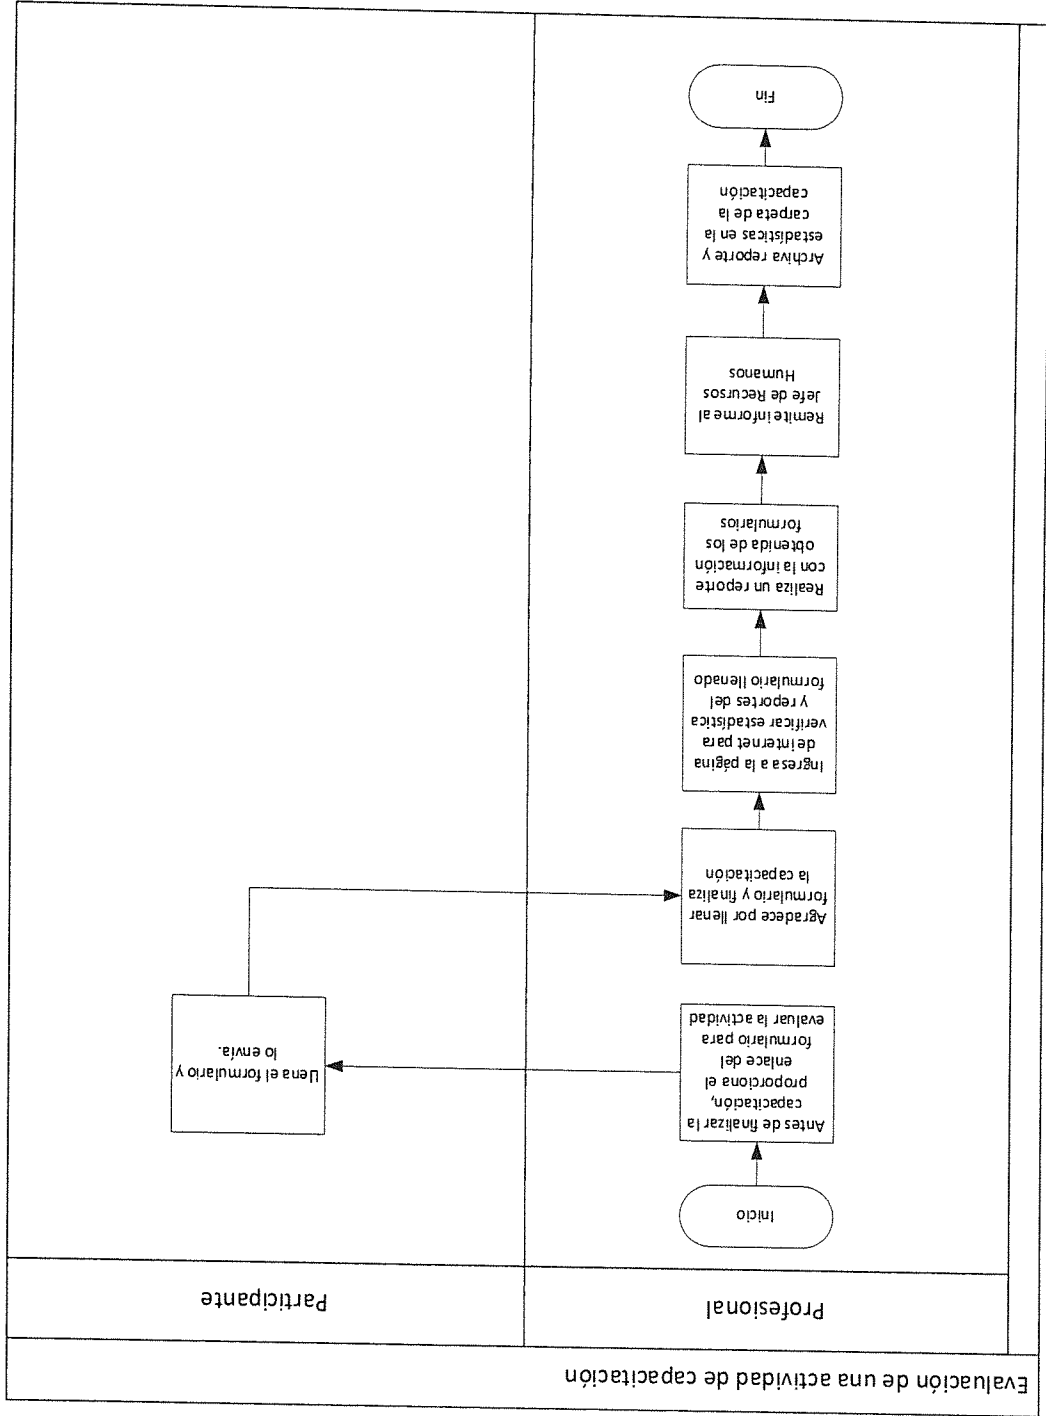 Evaluación de una actividad de capacitación
Profesional
Participante
Inicio
Antes de finalizar la
capacitación,
proporciona el
enlace del
formulario para
evaluar la actividad
Llena el formulario y
lo envía.
Agradece por llenar
formulario y finaliza
la capacitación
Ingresa a la página
de internet para
verificar estadística
y reportes del
formulario llenado
Realiza un reporte
con la información
obtenida de los
formularios
Remite informe al
Jefe de Recursos
Humanos
Archiva reporte y
estadísticas en la
carpeta de la
capacitación
Fin